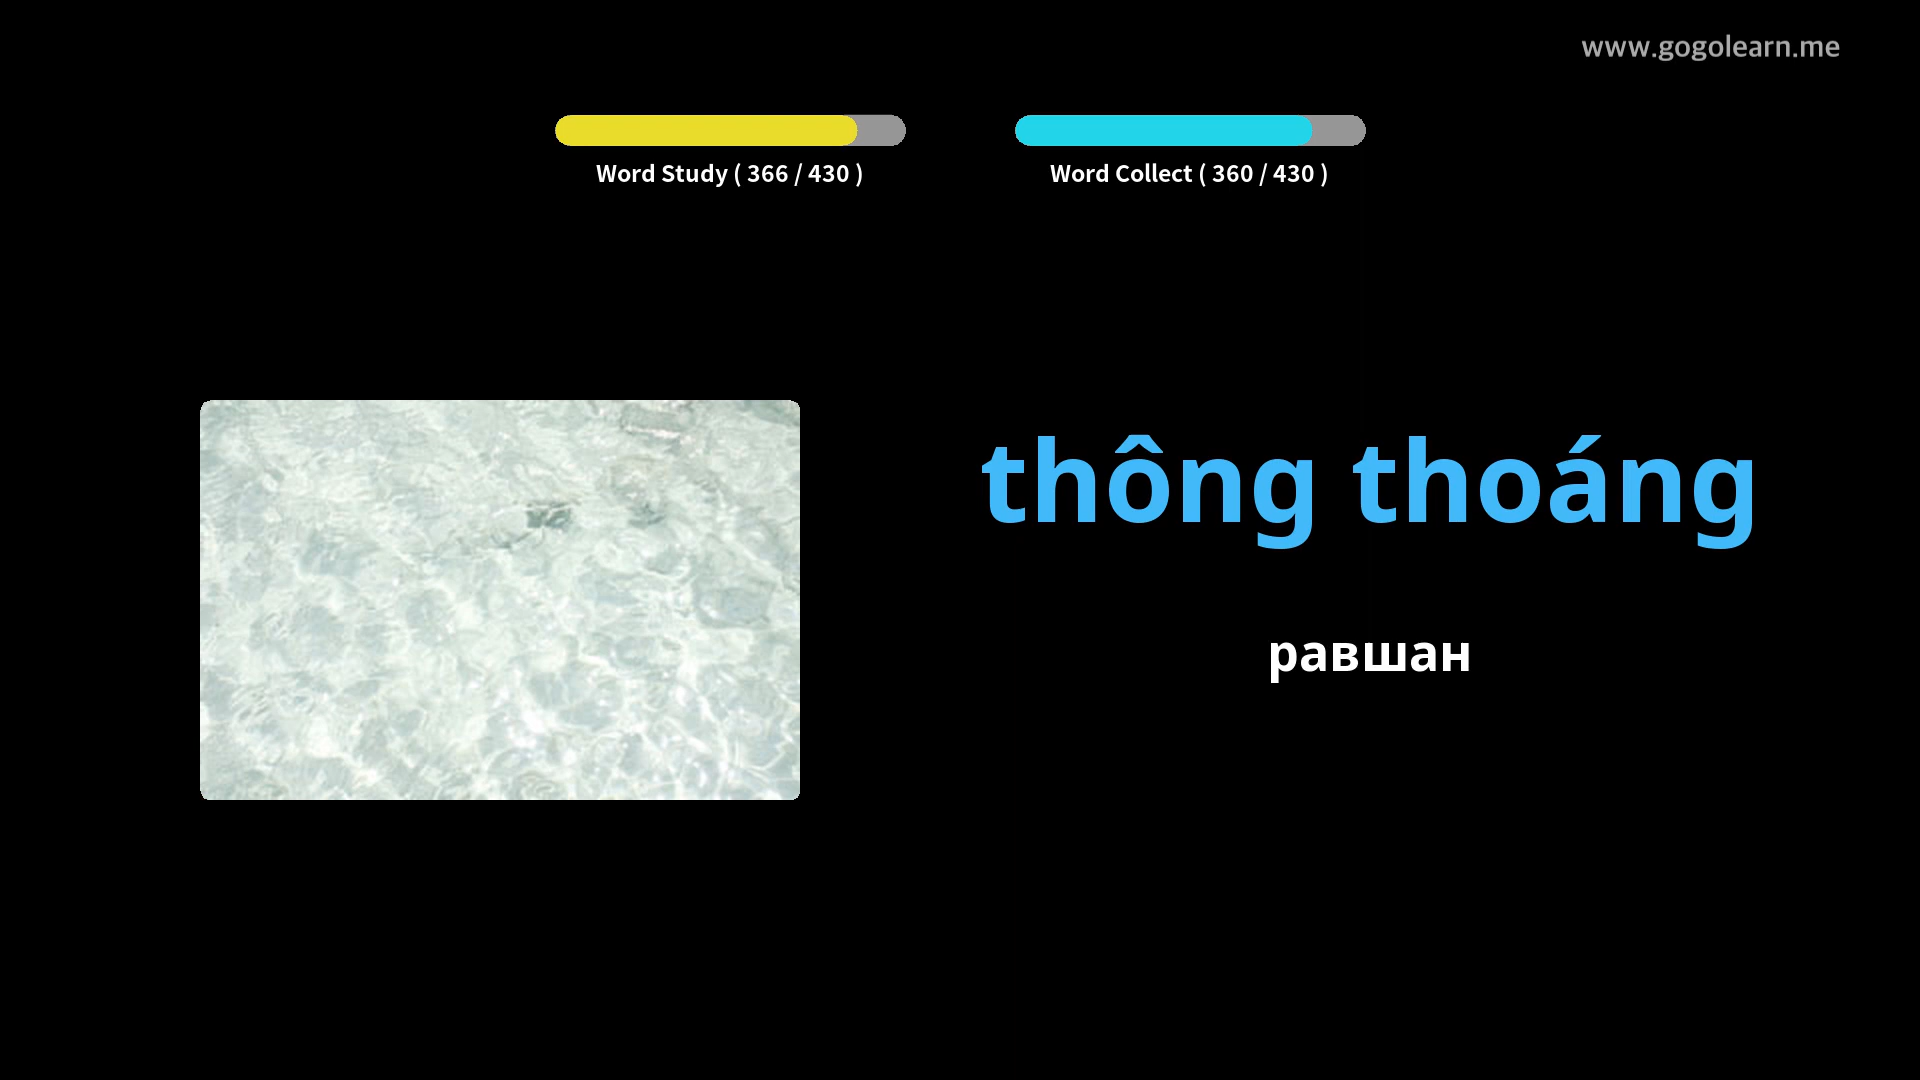 www.gogolearn.me
Word Study ( 366 / 430 )
Word Collect ( 360 / 430 )
thông thoáng
равшан